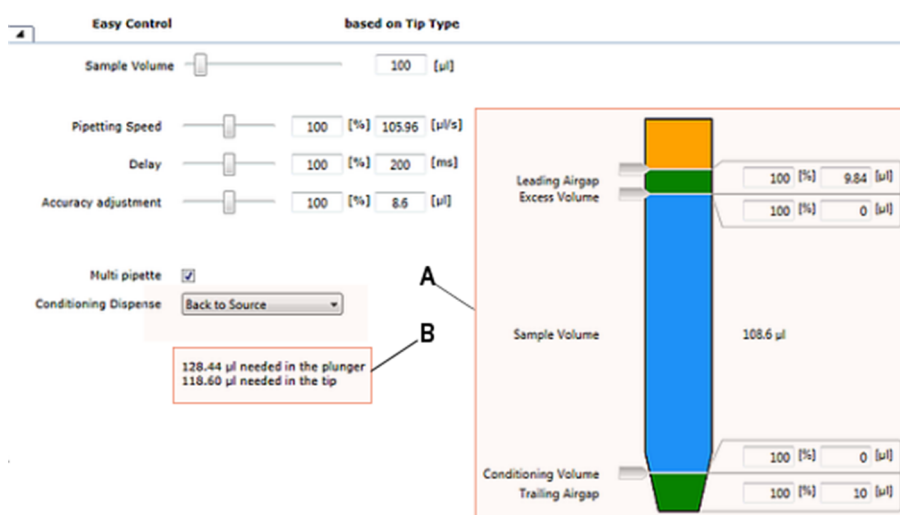 Easy Control based on Tip Type
Sample Volume 100 [µl]
Pipetting Speed 100 [%] 105.96 [µl/s]
Delay 100 [%] 200 [ms]
Accuracy adjustment 100 [%] 8.6 [µl]
Multi pipette
Conditioning Dispense Back to Source
128.44 µl needed in the plunger
118.60 µl needed in the tip
A
B
Leading Airgap 100 [%] 9.84 [µl]
Excess Volume 100 [%] 0 [µl]
Sample Volume 108.6 µl
Conditioning Volume 100 [%] 0 [µl]
Trailing Airgap 100 [%] 10 [µl]